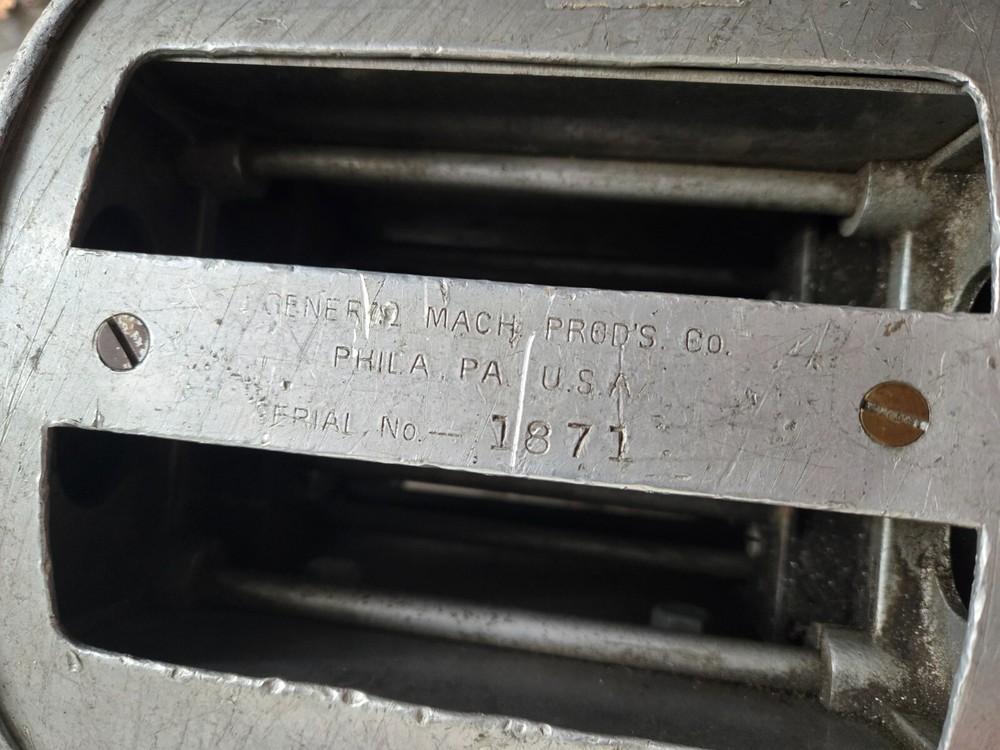 GENERAL MACH. PROD'S. Co.
PHILA. PA. U.S.A.
SERIAL No.— 1871